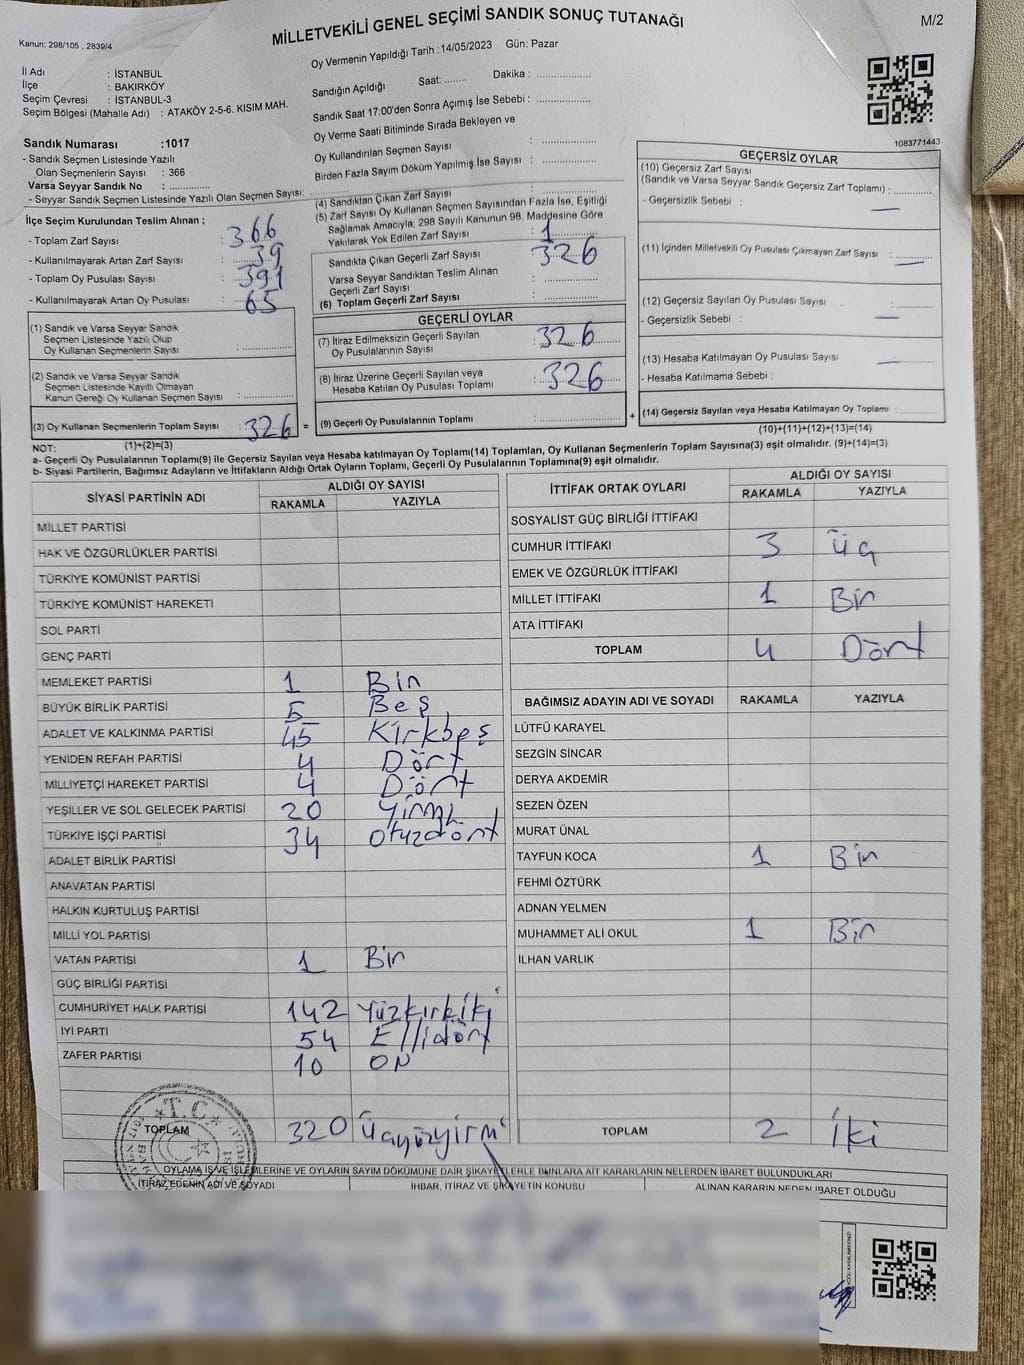 MİLLETVEKİLİ GENEL SEÇİMİ SANDIK SONUÇ TUTANAĞI
M/2
Kanun: 298/105 , 2839/4
Oy Vermenin Yapıldığı Tarih : 14/05/2023 Gün: Pazar
İl Adı : İSTANBUL
İlçe : BAKIRKÖY
Seçim Çevresi : İSTANBUL-3
Seçim Bölgesi (Mahalle Adı) : ATAKÖY 2-5-6. KISIM MAH.
Sandığın Açıldığı Saat: ........ Dakika : ................
Sandık Saat 17:00'den Sonra Açımış İse Sebebi : ................
Oy Verme Saati Bitiminde Sırada Bekleyen ve
Oy Kullandırılan Seçmen Sayısı : ................
Birden Fazla Sayım Döküm Yapılmış İse Sayısı : ................
1083771443
Sandık Numarası :1017
- Sandık Seçmen Listesinde Yazılı
Olan Seçmenlerin Sayısı : 366
Varsa Seyyar Sandık No : ............
- Seyyar Sandık Seçmen Listesinde Yazılı Olan Seçmen Sayısı: ................
İlçe Seçim Kurulundan Teslim Alınan ;
- Toplam Zarf Sayısı : 366
- Kullanılmayarak Artan Zarf Sayısı : 39
- Toplam Oy Pusulası Sayısı : 391
- Kullanılmayarak Artan Oy Pusulası : 65
(1) Sandık ve Varsa Seyyar Sandık
Seçmen Listesinde Yazılı Olup
Oy Kullanan Seçmenlerin Sayısı : ................
(2) Sandık ve Varsa Seyyar Sandık
Seçmen Listesinde Kayıtlı Olmayan
Kanun Gereği Oy Kullanan Seçmen Sayısı : ................
(3) Oy Kullanan Seçmenlerin Toplam Sayısı : 326
(1)+(2)=(3)
(4) Sandıktan Çıkan Zarf Sayısı : ................
(5) Zarf Sayısı Oy Kullanan Seçmen Sayısından Fazla İse, Eşitliği
Sağlamak Amacıyla, 298 Sayılı Kanunun 98. Maddesine Göre
Yakılarak Yok Edilen Zarf Sayısı : 1
Sandıkta Çıkan Geçerli Zarf Sayısı : 326
Varsa Seyyar Sandıktan Teslim Alınan
Geçerli Zarf Sayısı : ................
(6) Toplam Geçerli Zarf Sayısı : ................
GEÇERLİ OYLAR
(7) İtiraz Edilmeksizin Geçerli Sayılan
Oy Pusulalarının Sayısı : 326
(8) İtiraz Üzerine Geçerli Sayılan veya
Hesaba Katılan Oy Pusulası Toplamı : 326
= (9) Geçerli Oy Pusulalarının Toplamı : ................
GEÇERSİZ OYLAR
(10) Geçersiz Zarf Sayısı
(Sandık ve Varsa Seyyar Sandık Geçersiz Zarf Toplamı) : ............
- Geçersizlik Sebebi : —
(11) İçinden Milletvekili Oy Pusulası Çıkmayan Zarf Sayısı : —
(12) Geçersiz Sayılan Oy Pusulası Sayısı : ............
- Geçersizlik Sebebi : —
(13) Hesaba Katılmayan Oy Pusulası Sayısı : —
- Hesaba Katılmama Sebebi :
+ (14) Geçersiz Sayılan veya Hesaba Katılmayan Oy Toplamı : ............
(10)+(11)+(12)+(13)=(14)
NOT:
a- Geçerli Oy Pusulalarının Toplamı(9) ile Geçersiz Sayılan veya Hesaba katılmayan Oy Toplamı(14) Toplamları, Oy Kullanan Seçmenlerin Toplam Sayısına(3) eşit olmalıdır. (9)+(14)=(3)
b- Siyasi Partilerin, Bağımsız Adayların ve İttifakların Aldığı Ortak Oyların Toplamı, Geçerli Oy Pusulalarının Toplamına(9) eşit olmalıdır.
SİYASİ PARTİNİN ADI ALDIĞI OY SAYISI
RAKAMLA YAZIYLA
MİLLET PARTİSİ
HAK VE ÖZGÜRLÜKLER PARTİSİ
TÜRKİYE KOMÜNİST PARTİSİ
TÜRKİYE KOMÜNİST HAREKETİ
SOL PARTİ
GENÇ PARTİ
MEMLEKET PARTİSİ 1 Bir
BÜYÜK BİRLİK PARTİSİ 5 Beş
ADALET VE KALKINMA PARTİSİ 45 Kırkbeş
YENİDEN REFAH PARTİSİ 4 Dört
MİLLİYETÇİ HAREKET PARTİSİ 4 Dört
YEŞİLLER VE SOL GELECEK PARTİSİ 20 Yirmi
TÜRKİYE İŞÇİ PARTİSİ 34 Otuzdört
ADALET BİRLİK PARTİSİ
ANAVATAN PARTİSİ
HALKIN KURTULUŞ PARTİSİ
MİLLİ YOL PARTİSİ
VATAN PARTİSİ 1 Bir
GÜÇ BİRLİĞİ PARTİSİ
CUMHURİYET HALK PARTİSİ 142 Yüzkırkiki
İYİ PARTİ 54 Ellidört
ZAFER PARTİSİ 10 ON
TOPLAM 320 Üçyüzyirmi
T.C.
İTTİFAK ORTAK OYLARI ALDIĞI OY SAYISI
RAKAMLA YAZIYLA
SOSYALİST GÜÇ BİRLİĞİ İTTİFAKI
CUMHUR İTTİFAKI 3 Üç
EMEK VE ÖZGÜRLÜK İTTİFAKI
MİLLET İTTİFAKI 1 Bir
ATA İTTİFAKI
TOPLAM 4 Dört
BAĞIMSIZ ADAYIN ADI VE SOYADI RAKAMLA YAZIYLA
LÜTFÜ KARAYEL
SEZGİN SİNCAR
DERYA AKDEMİR
SEZEN ÖZEN
MURAT ÜNAL
TAYFUN KOCA 1 Bir
FEHMİ ÖZTÜRK
ADNAN YELMEN
MUHAMMET ALİ OKUL 1 Bir
İLHAN VARLIK
TOPLAM 2 İki
OYLAMA İŞ VE İŞLEMLERİNE VE OYLARIN SAYIM DÖKÜMÜNE DAİR ŞİKAYETLERLE BUNLARA AİT KARARLARIN NELERDEN İBARET BULUNDUKLARI
İTİRAZ EDENİN ADI VE SOYADI İHBAR, İTİRAZ VE ŞİKAYETİN KONUSU ALINAN KARARIN NEDEN İBARET OLDUĞU